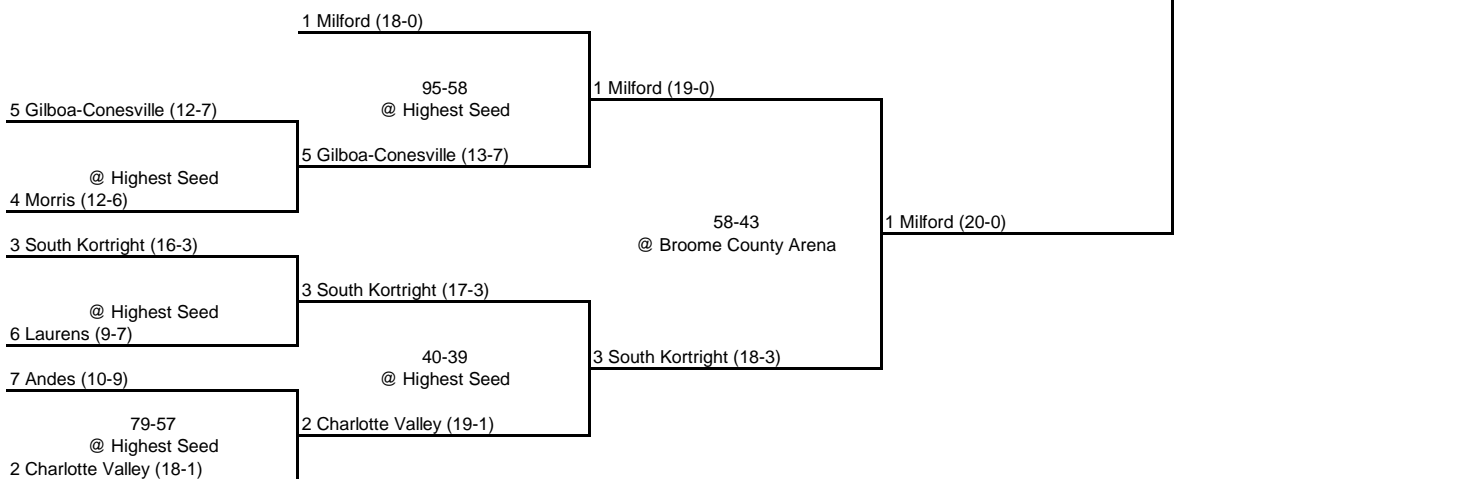 1 Milford (18-0)
95-58
@ Highest Seed
1 Milford (19-0)
5 Gilboa-Conesville (12-7)
5 Gilboa-Conesville (13-7)
@ Highest Seed
4 Morris (12-6)
58-43
@ Broome County Arena
1 Milford (20-0)
3 South Kortright (16-3)
3 South Kortright (17-3)
@ Highest Seed
6 Laurens (9-7)
40-39
@ Highest Seed
3 South Kortright (18-3)
7 Andes (10-9)
79-57
@ Highest Seed
2 Charlotte Valley (19-1)
2 Charlotte Valley (18-1)